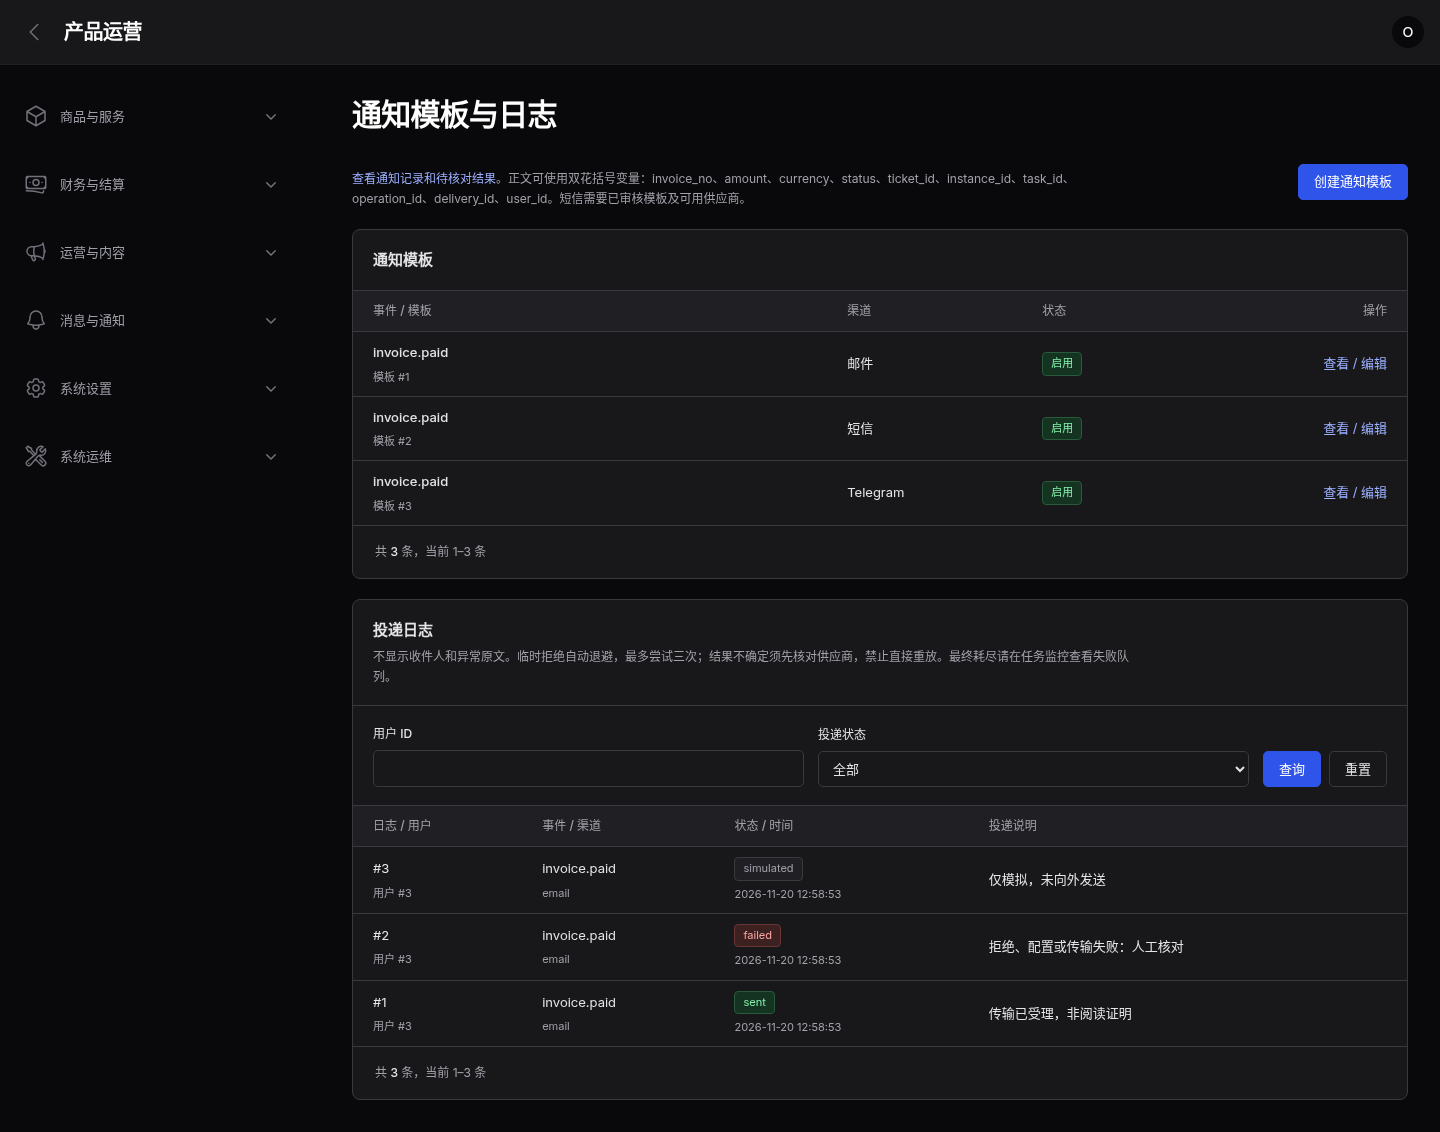 产品运营
O
商品与服务
财务与结算
运营与内容
消息与通知
系统设置
系统运维
通知模板与日志
查看通知记录和待核对结果。正文可使用双花括号变量：invoice_no、amount、currency、status、ticket_id、instance_id、task_id、
operation_id、delivery_id、user_id。短信需要已审核模板及可用供应商。
创建通知模板
通知模板
事件 / 模板 渠道 状态 操作
invoice.paid
模板 #1
邮件 启用 查看 / 编辑
invoice.paid
模板 #2
短信 启用 查看 / 编辑
invoice.paid
模板 #3
Telegram 启用 查看 / 编辑
共 3 条，当前 1–3 条
投递日志
不显示收件人和异常原文。临时拒绝自动退避，最多尝试三次；结果不确定须先核对供应商，禁止直接重放。最终耗尽请在任务监控查看失败队
列。
用户 ID
投递状态
全部
查询
重置
日志 / 用户 事件 / 渠道 状态 / 时间 投递说明
#3 invoice.paid simulated
用户 #3 email 2026-11-20 12:58:53
仅模拟，未向外发送
#2 invoice.paid failed
用户 #3 email 2026-11-20 12:58:53
拒绝、配置或传输失败：人工核对
#1 invoice.paid sent
用户 #3 email 2026-11-20 12:58:53
传输已受理，非阅读证明
共 3 条，当前 1–3 条